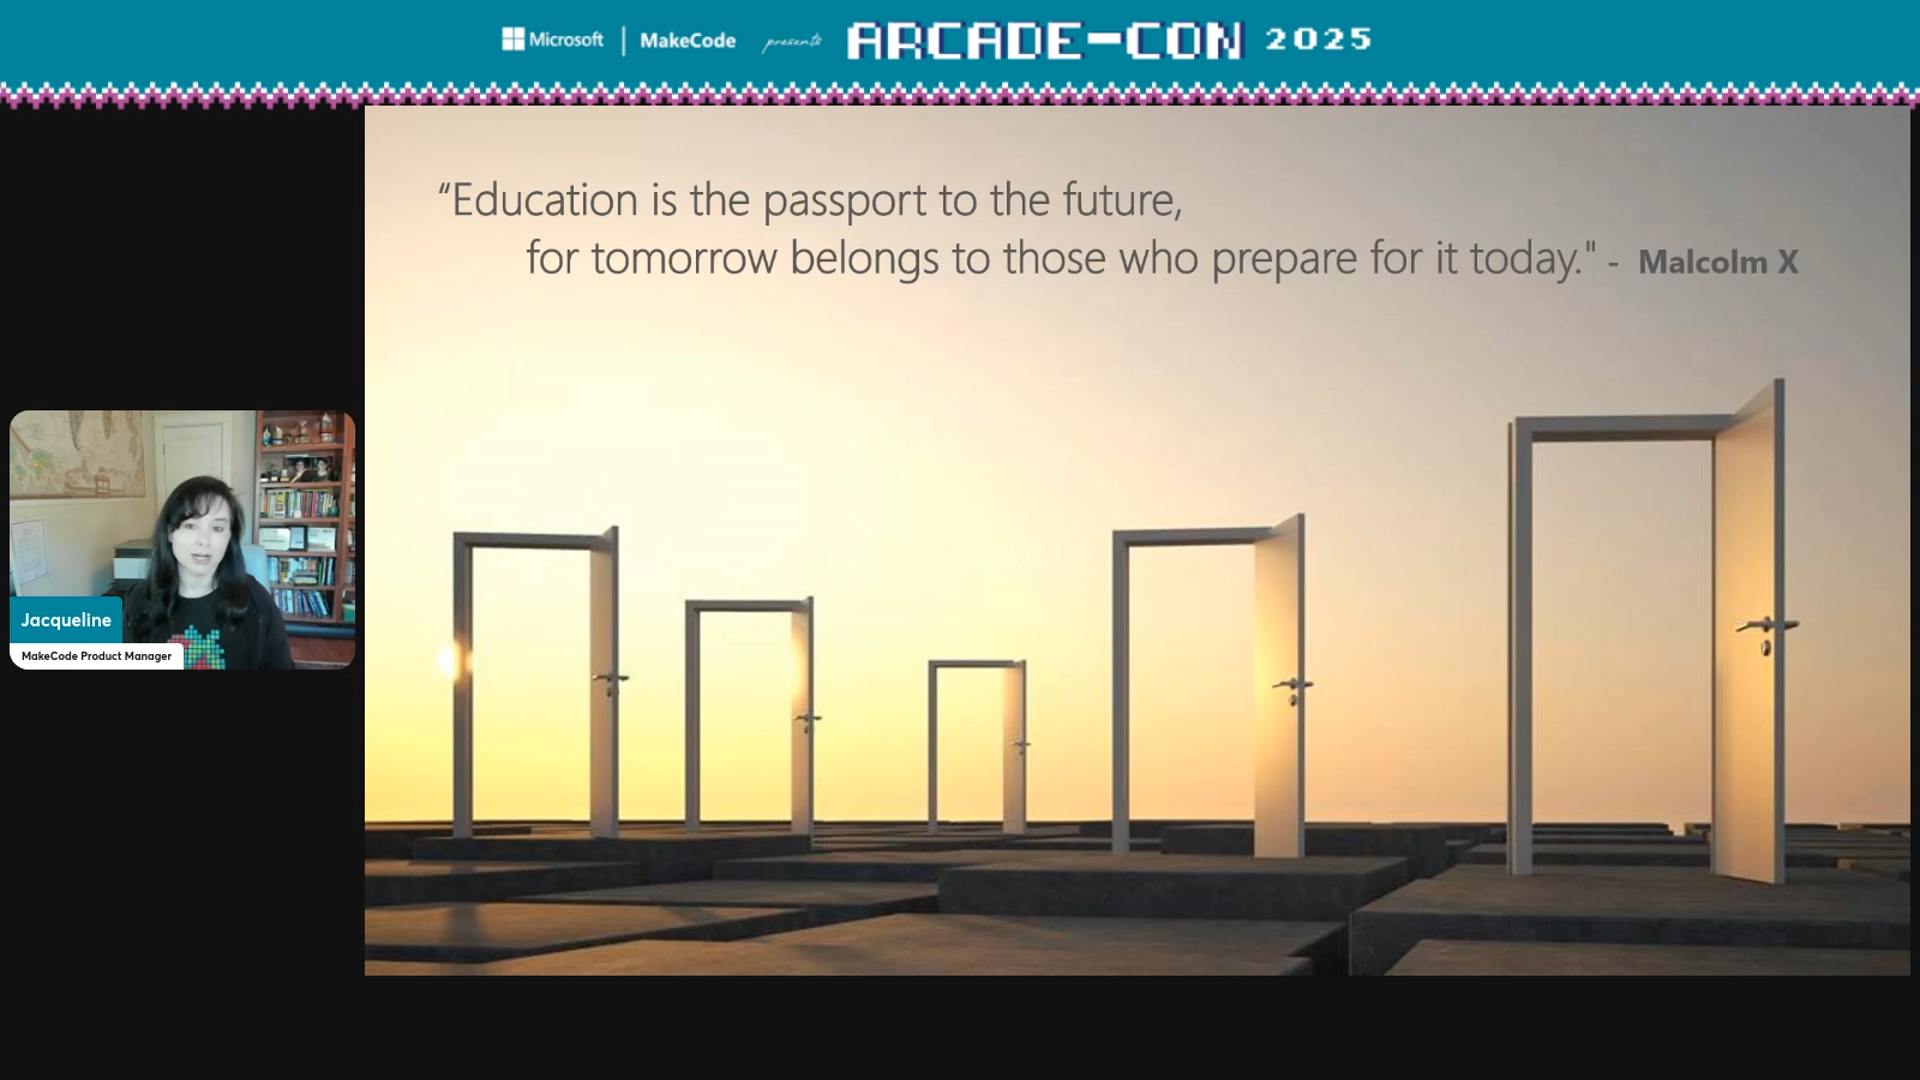 Microsoft | MakeCode presents ARCADE-CON 2025
“Education is the passport to the future,
for tomorrow belongs to those who prepare for it today." - Malcolm X
Jacqueline
MakeCode Product Manager